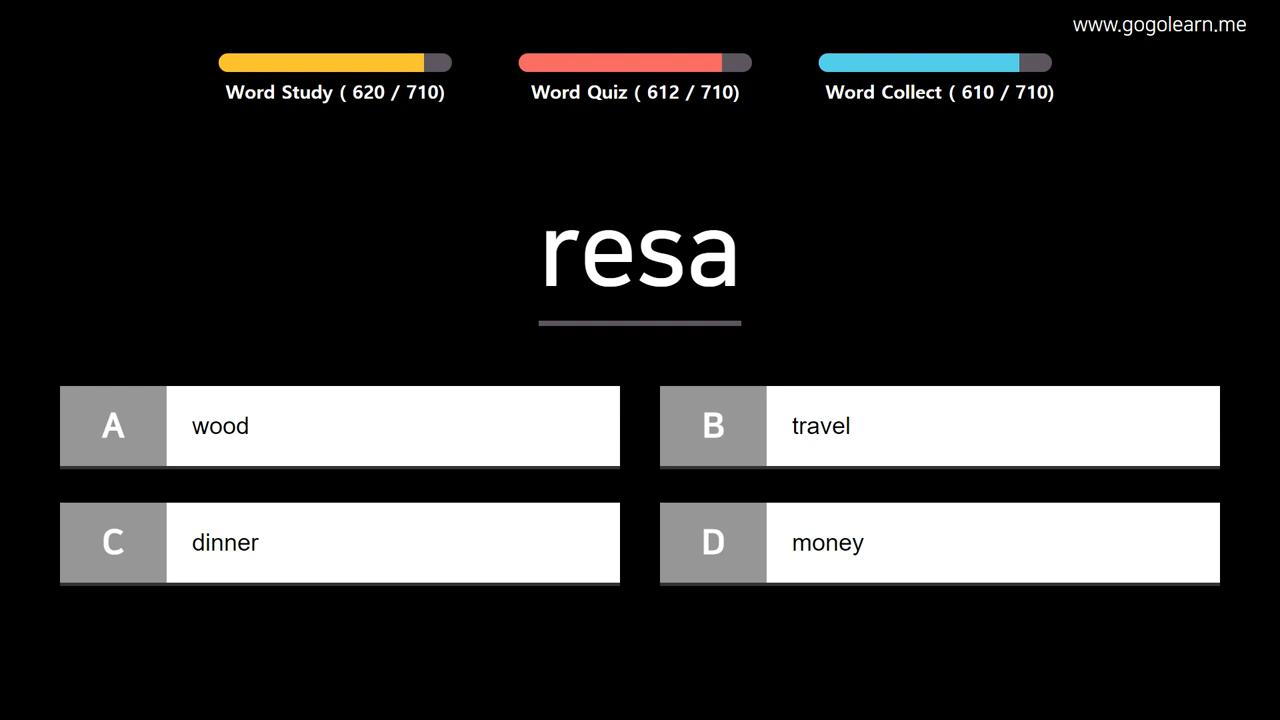 www.gogolearn.me
Word Study ( 620 / 710)
Word Quiz ( 612 / 710)
Word Collect ( 610 / 710)
resa
A wood
B travel
C dinner
D money